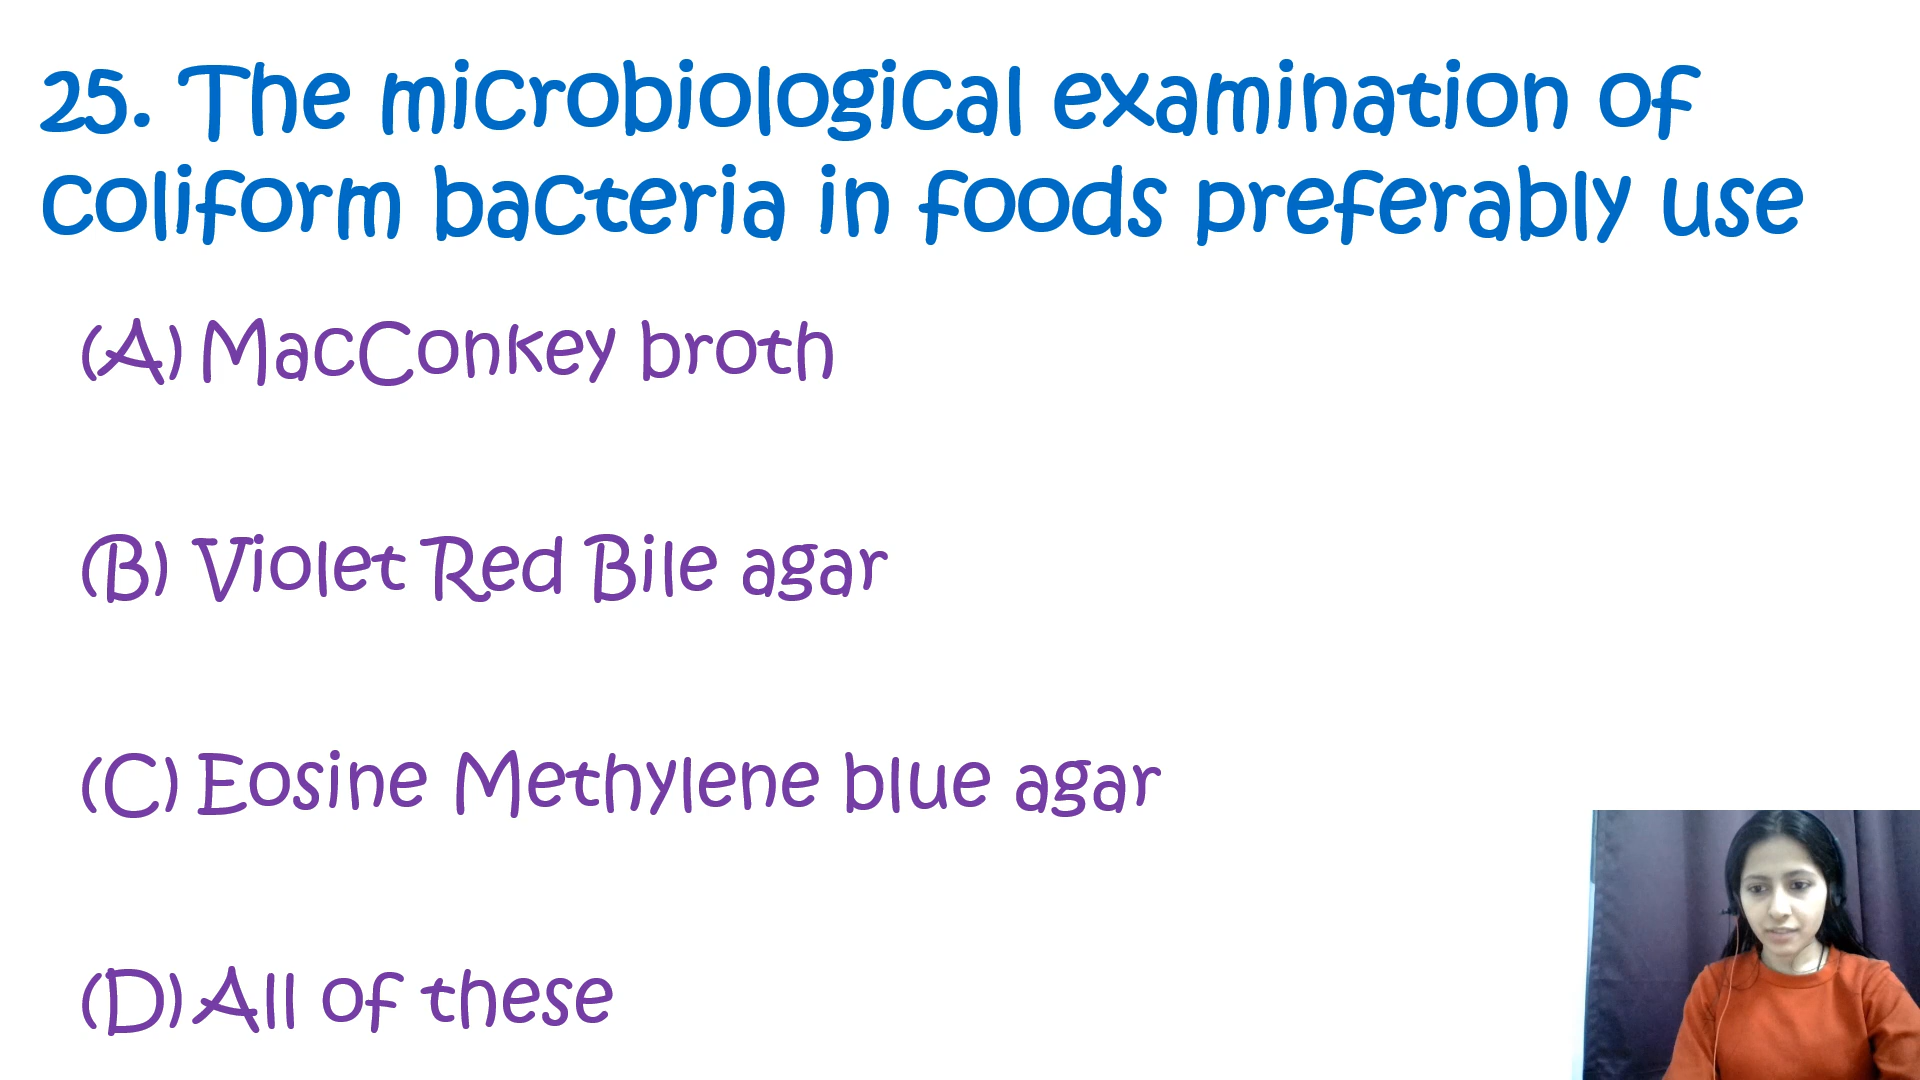 25. The microbiological examination of
coliform bacteria in foods preferably use
(A) MacConkey broth
(B) Violet Red Bile agar
(C) Eosine Methylene blue agar
(D) All of these